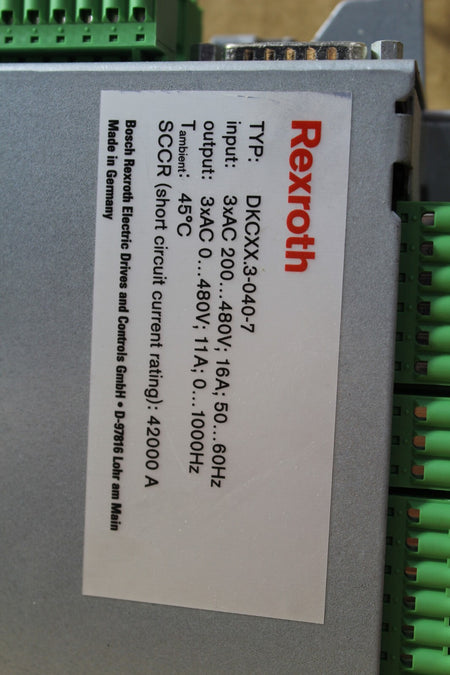 Rexroth
TYP: DKCXX.3-040-7
input: 3xAC 200...480V; 16A; 50...60Hz
output: 3xAC 0...480V; 11A; 0...1000Hz
Tambient: 45°C
SCCR (short circuit current rating): 42000 A
Bosch Rexroth Electric Drives and Controls GmbH • D-97816 Lohr am Main
Made in Germany